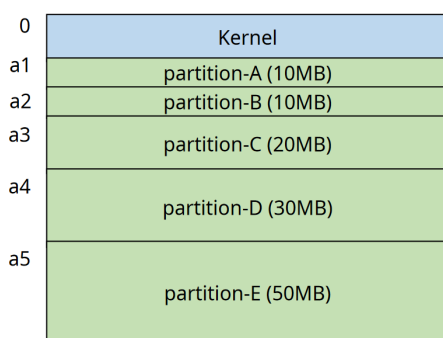 0
Kernel
a1
partition-A (10MB)
a2
partition-B (10MB)
a3
partition-C (20MB)
a4
partition-D (30MB)
a5
partition-E (50MB)